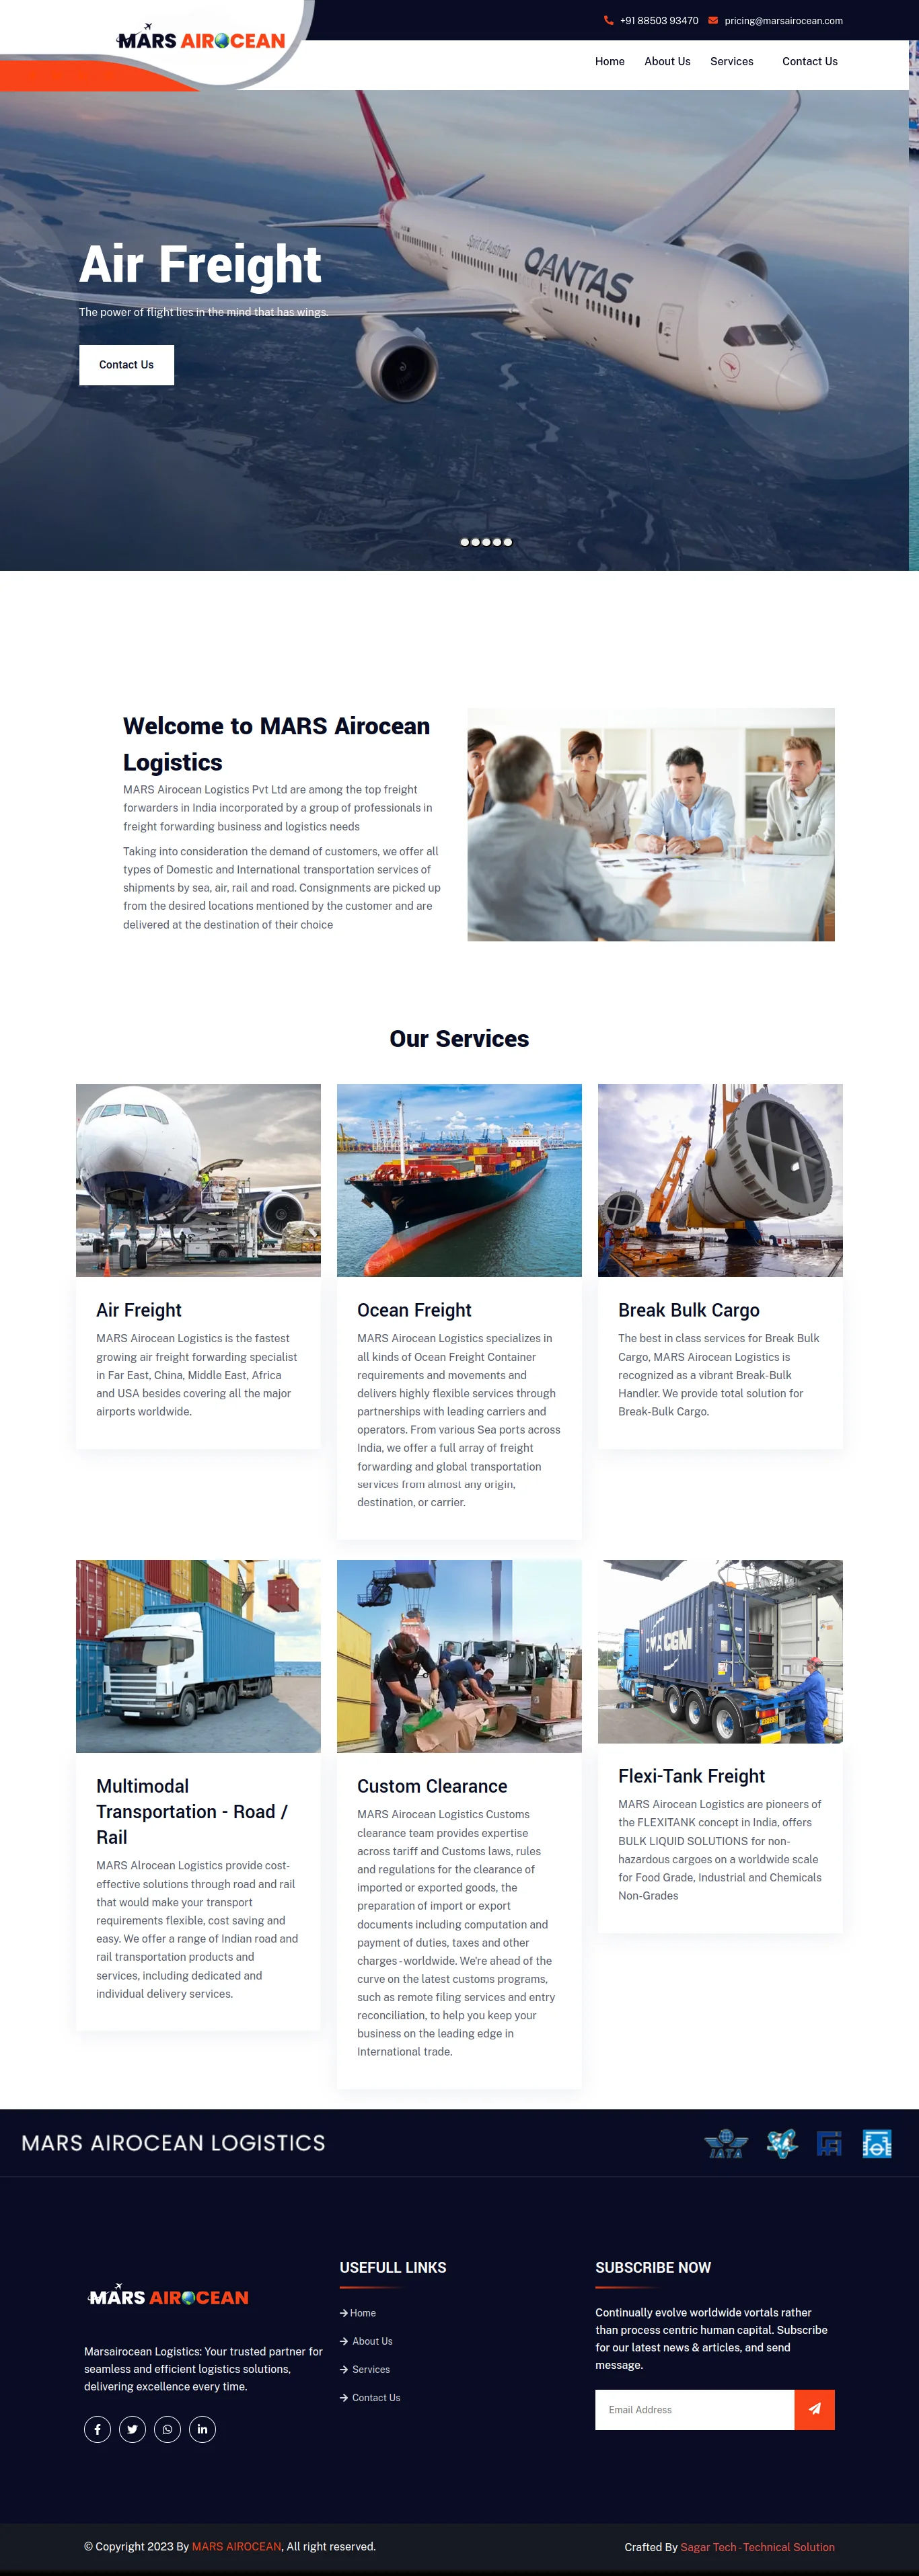 MARS AIROCEAN
+91 88503 93470
pricing@marsairocean.com
Home
About Us
Services
Contact Us
Spirit of Australia
QANTAS
Air Freight
The power of flight lies in the mind that has wings.
Contact Us
Welcome to MARS Airocean
Logistics
MARS Airocean Logistics Pvt Ltd are among the top freight
forwarders in India incorporated by a group of professionals in
freight forwarding business and logistics needs
Taking into consideration the demand of customers, we offer all
types of Domestic and International transportation services of
shipments by sea, air, rail and road. Consignments are picked up
from the desired locations mentioned by the customer and are
delivered at the destination of their choice
Our Services
Air Freight
MARS Airocean Logistics is the fastest
growing air freight forwarding specialist
in Far East, China, Middle East, Africa
and USA besides covering all the major
airports worldwide.
Ocean Freight
MARS Airocean Logistics specializes in
all kinds of Ocean Freight Container
requirements and movements and
delivers highly flexible services through
partnerships with leading carriers and
operators. From various Sea ports across
India, we offer a full array of freight
forwarding and global transportation
services from almost any origin,
destination, or carrier.
Break Bulk Cargo
The best in class services for Break Bulk
Cargo, MARS Airocean Logistics is
recognized as a vibrant Break-Bulk
Handler. We provide total solution for
Break-Bulk Cargo.
Multimodal
Transportation - Road /
Rail
MARS AIrocean Logistics provide cost-
effective solutions through road and rail
that would make your transport
requirements flexible, cost saving and
easy. We offer a range of Indian road and
rail transportation products and
services, including dedicated and
individual delivery services.
Custom Clearance
MARS Airocean Logistics Customs
clearance team provides expertise
across tariff and Customs laws, rules
and regulations for the clearance of
imported or exported goods, the
preparation of import or export
documents including computation and
payment of duties, taxes and other
charges - worldwide. We're ahead of the
curve on the latest customs programs,
such as remote filing services and entry
reconciliation, to help you keep your
business on the leading edge in
International trade.
CMA CGM
Flexi-Tank Freight
MARS Airocean Logistics are pioneers of
the FLEXITANK concept in India, offers
BULK LIQUID SOLUTIONS for non-
hazardous cargoes on a worldwide scale
for Food Grade, Industrial and Chemicals
Non-Grades
MARS AIROCEAN LOGISTICS
IATA
MARS AIROCEAN
Marsairocean Logistics: Your trusted partner for
seamless and efficient logistics solutions,
delivering excellence every time.
USEFULL LINKS
Home
About Us
Services
Contact Us
SUBSCRIBE NOW
Continually evolve worldwide vortals rather
than process centric human capital. Subscribe
for our latest news & articles, and send
message.
Email Address
© Copyright 2023 By MARS AIROCEAN, All right reserved.
Crafted By Sagar Tech - Technical Solution